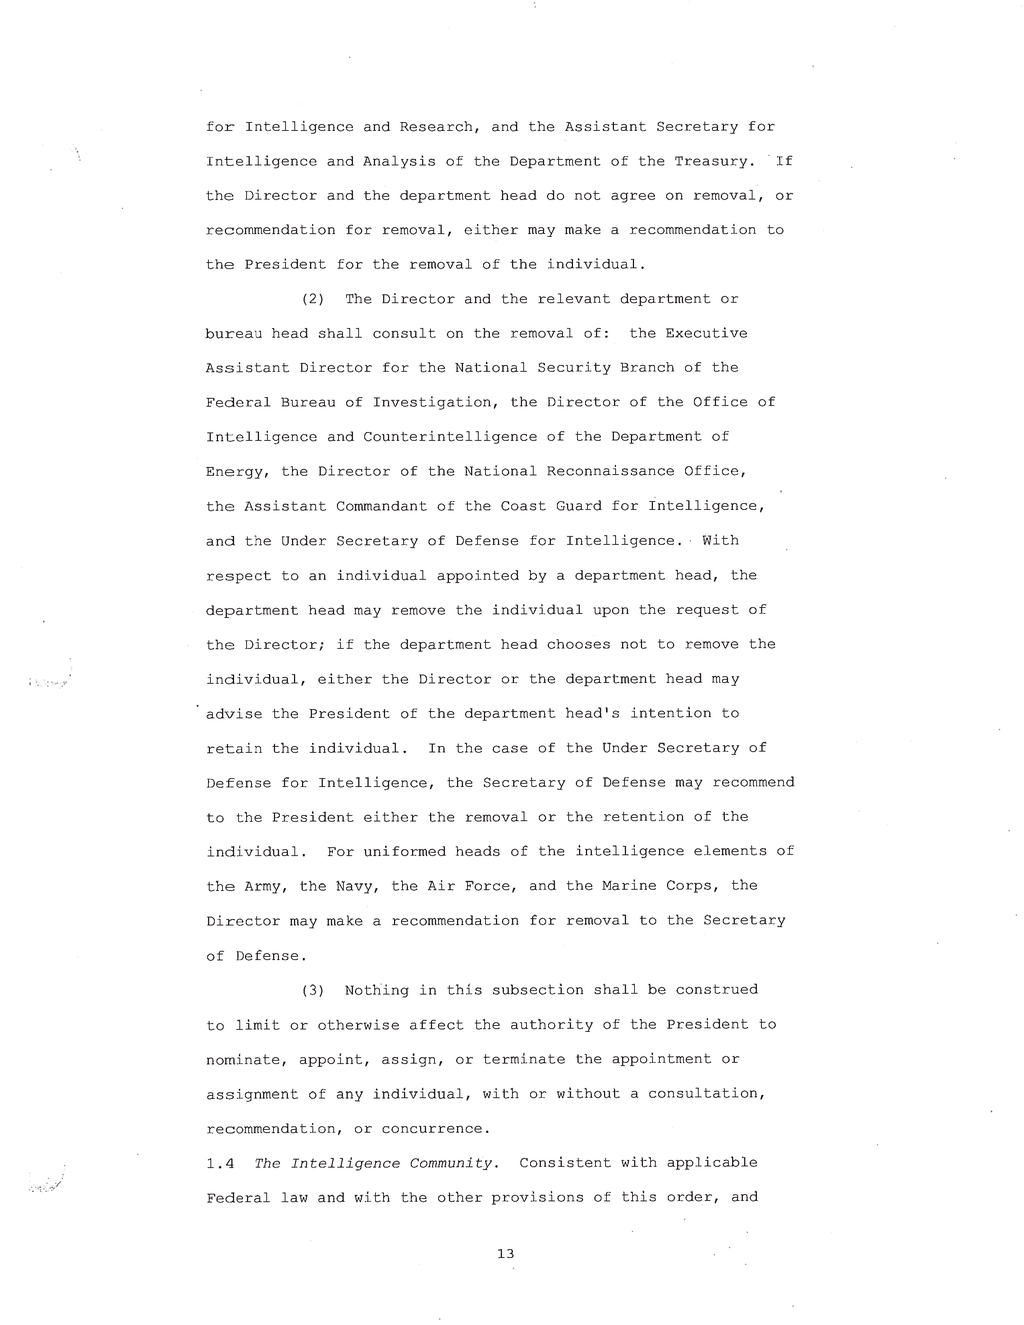 for Intelligence and Research, and the Assistant Secretary for
Intelligence and Analysis of the Department of the Treasury. If
the Director and the department head do not agree on removal, or
recommendation for removal, either may make a recommendation to
the President for the removal of the individual.
(2) The Director and the relevant department or
bureau head shall consult on the removal of: the Executive
Assistant Director for the National Security Branch of the
Federal Bureau of Investigation, the Director of the Office of
Intelligence and Counterintelligence of the Department of
Energy, the Director of the National Reconnaissance Office,
the Assistant Commandant of the Coast Guard for Intelligence,
and the Under Secretary of Defense for Intelligence. With
respect to an individual appointed by a department head, the
department head may remove the individual upon the request of
the Director; if the department head chooses not to remove the
individual, either the Director or the department head may
advise the President of the department head's intention to
retain the individual. In the case of the Under Secretary of
Defense for Intelligence, the Secretary of Defense may recommend
to the President either the removal or the retention of the
individual. For uniformed heads of the intelligence elements of
the Army, the Navy, the Air Force, and the Marine Corps, the
Director may make a recommendation for removal to the Secretary
of Defense.
(3) Nothing in this subsection shall be construed
to limit or otherwise affect the authority of the President to
nominate, appoint, assign, or terminate the appointment or
assignment of any individual, with or without a consultation,
recommendation, or concurrence.
1.4 The Intelligence Community. Consistent with applicable
Federal law and with the other provisions of this order, and
13